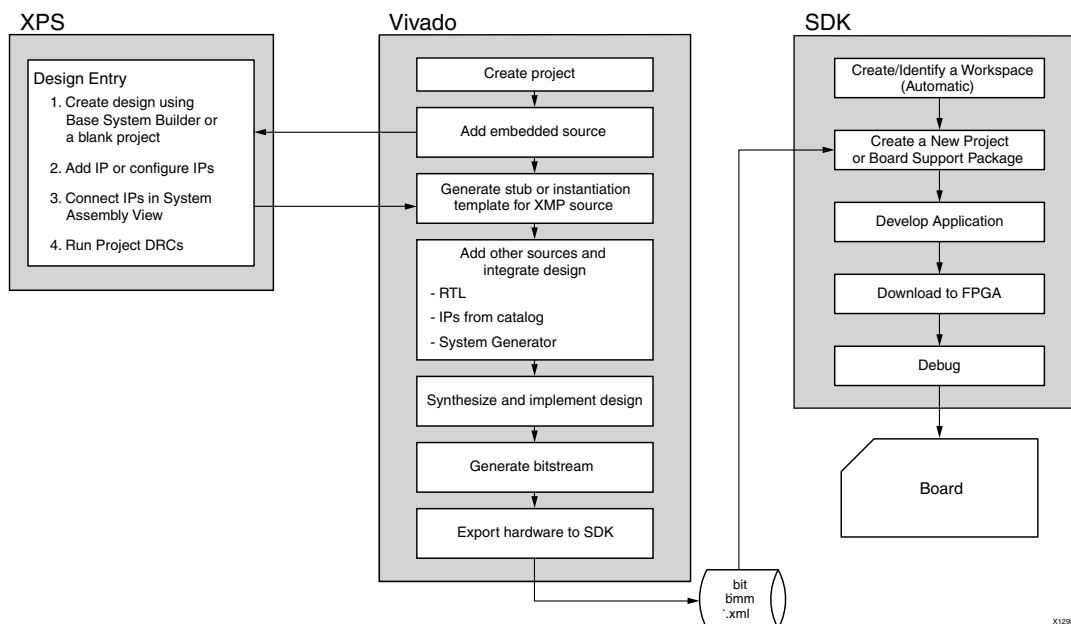 XPS
Design Entry
1. Create design using
Base System Builder or
a blank project
2. Add IP or configure IPs
3. Connect IPs in System
Assembly View
4. Run Project DRCs
Vivado
Create project
Add embedded source
Generate stub or instantiation
template for XMP source
Add other sources and
integrate design
- RTL
- IPs from catalog
- System Generator
Synthesize and implement design
Generate bitstream
Export hardware to SDK
bit
bmm
.xml
SDK
Create/Identify a Workspace
(Automatic)
Create a New Project
or Board Support Package
Develop Application
Download to FPGA
Debug
Board